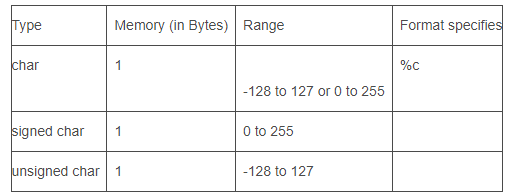 Type Memory (in Bytes) Range Format specifies
char 1 -128 to 127 or 0 to 255 %c
signed char 1 0 to 255
unsigned char 1 -128 to 127